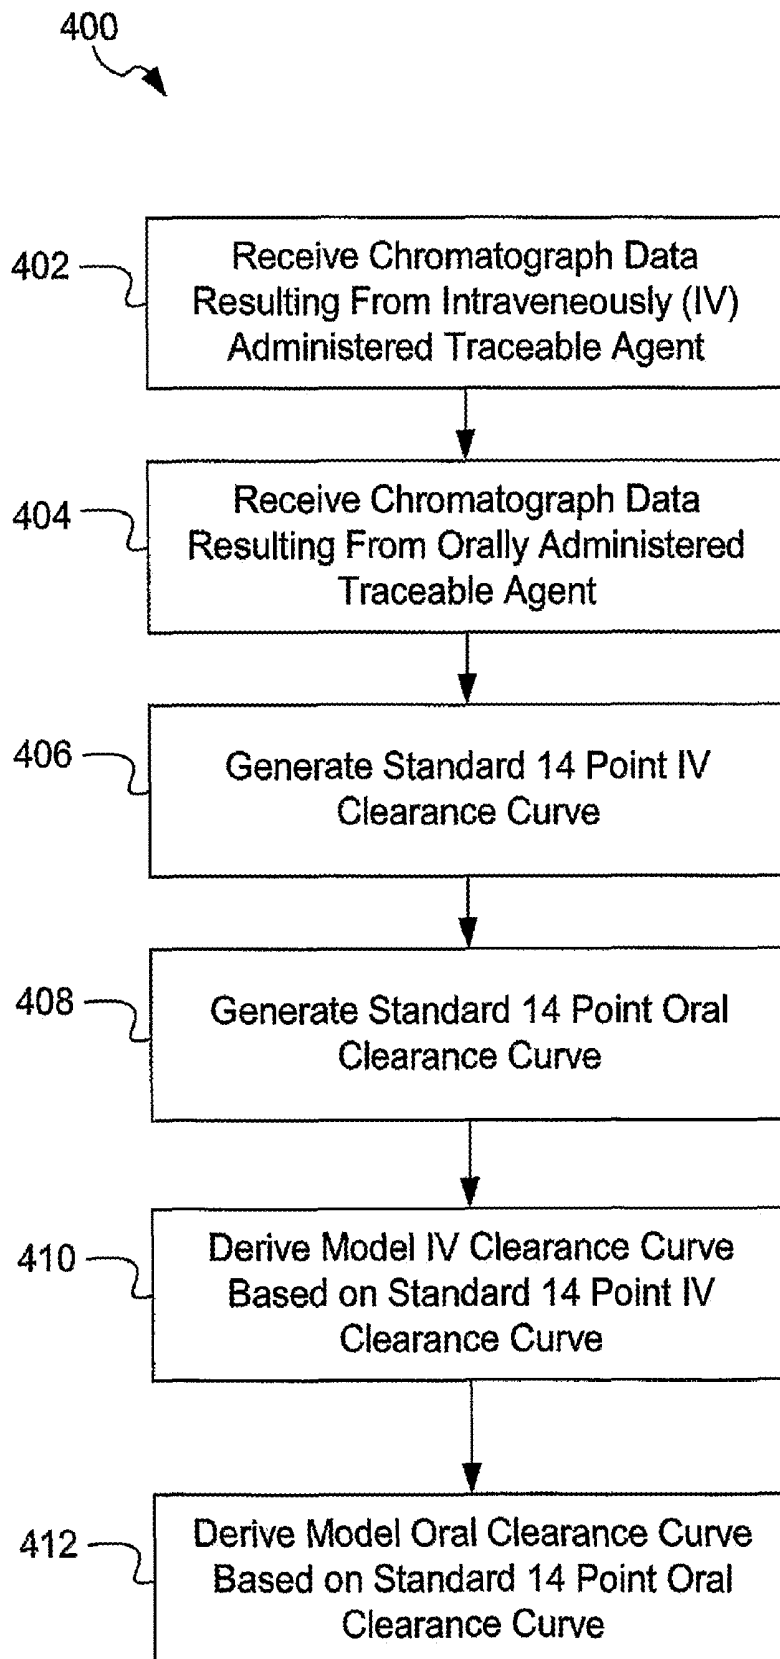 400
402
Receive Chromatograph Data
Resulting From Intraveneously (IV)
Administered Traceable Agent
404
Receive Chromatograph Data
Resulting From Orally Administered
Traceable Agent
406
Generate Standard 14 Point IV
Clearance Curve
408
Generate Standard 14 Point Oral
Clearance Curve
410
Derive Model IV Clearance Curve
Based on Standard 14 Point IV
Clearance Curve
412
Derive Model Oral Clearance Curve
Based on Standard 14 Point Oral
Clearance Curve